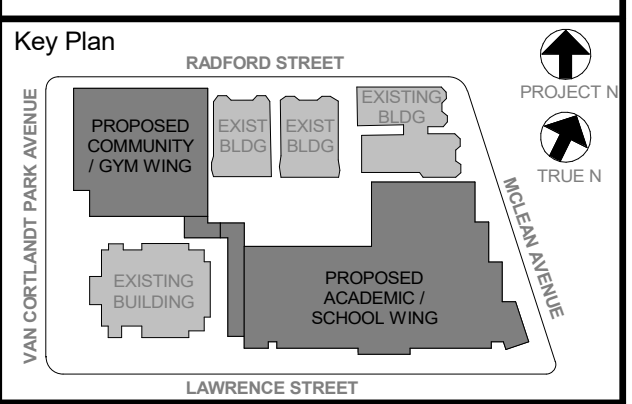 Key Plan
RADFORD STREET
PROJECT N
TRUE N
VAN CORTLANDT PARK AVENUE
PROPOSED
COMMUNITY
/ GYM WING
EXIST
BLDG
EXIST
BLDG
EXISTING
BLDG
MCLEAN AVENUE
EXISTING
BUILDING
PROPOSED
ACADEMIC /
SCHOOL WING
LAWRENCE STREET